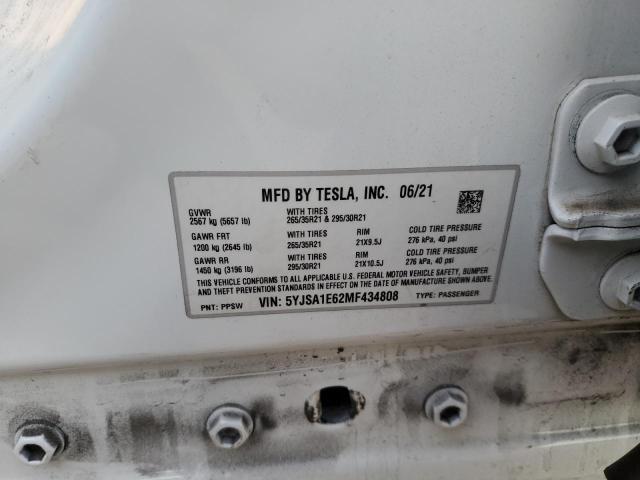 MFD BY TESLA, INC. 06/21
GVWR WITH TIRES
2567 kg (5657 lb) 265/35R21 & 295/30R21
GAWR FRT WITH TIRES RIM COLD TIRE PRESSURE
1200 kg (2645 lb) 265/35R21 21X9.5J 276 kPa, 40 psi
GAWR RR WITH TIRES RIM COLD TIRE PRESSURE
1450 kg (3196 lb) 295/30R21 21X10.5J 276 kPa, 40 psi
THIS VEHICLE CONFORMS TO ALL APPLICABLE U.S. FEDERAL MOTOR VEHICLE SAFETY, BUMPER
AND THEFT PREVENTION STANDARDS IN EFFECT ON THE DATE OF MANUFACTURE SHOWN ABOVE.
PNT: PPSW VIN: 5YJSA1E62MF434808 TYPE: PASSENGER